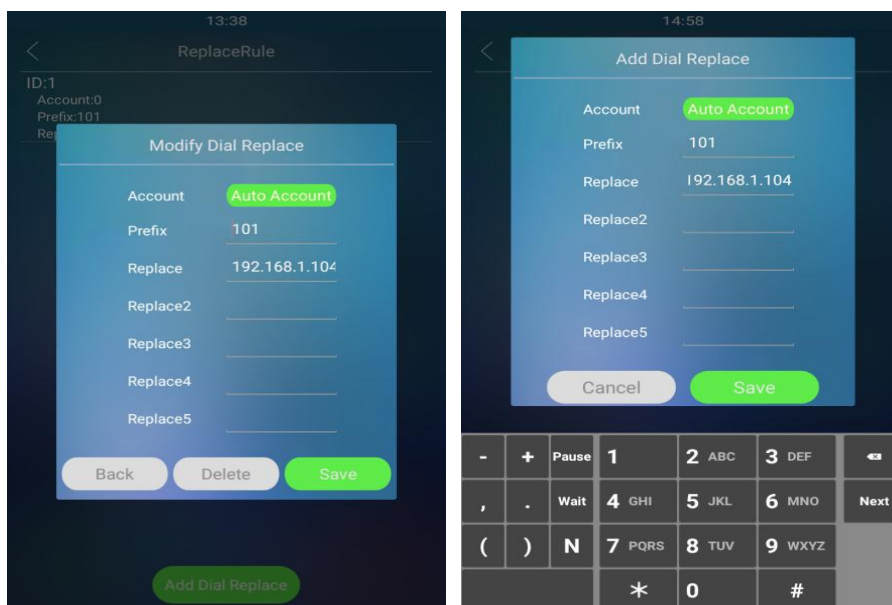 13:38
ReplaceRule
ID:1
Account:0
Prefix:101
Modify Dial Replace
Account Auto Account
Prefix 101
Replace 192.168.1.104
Replace2
Replace3
Replace4
Replace5
Back Delete Save
Add Dial Replace
14:58
Add Dial Replace
Account Auto Account
Prefix 101
Replace 192.168.1.104
Replace2
Replace3
Replace4
Replace5
Cancel Save
- + Pause 1 2 ABC 3 DEF
, . Wait 4 GHI 5 JKL 6 MNO Next
( ) N 7 PQRS 8 TUV 9 WXYZ
* 0 #